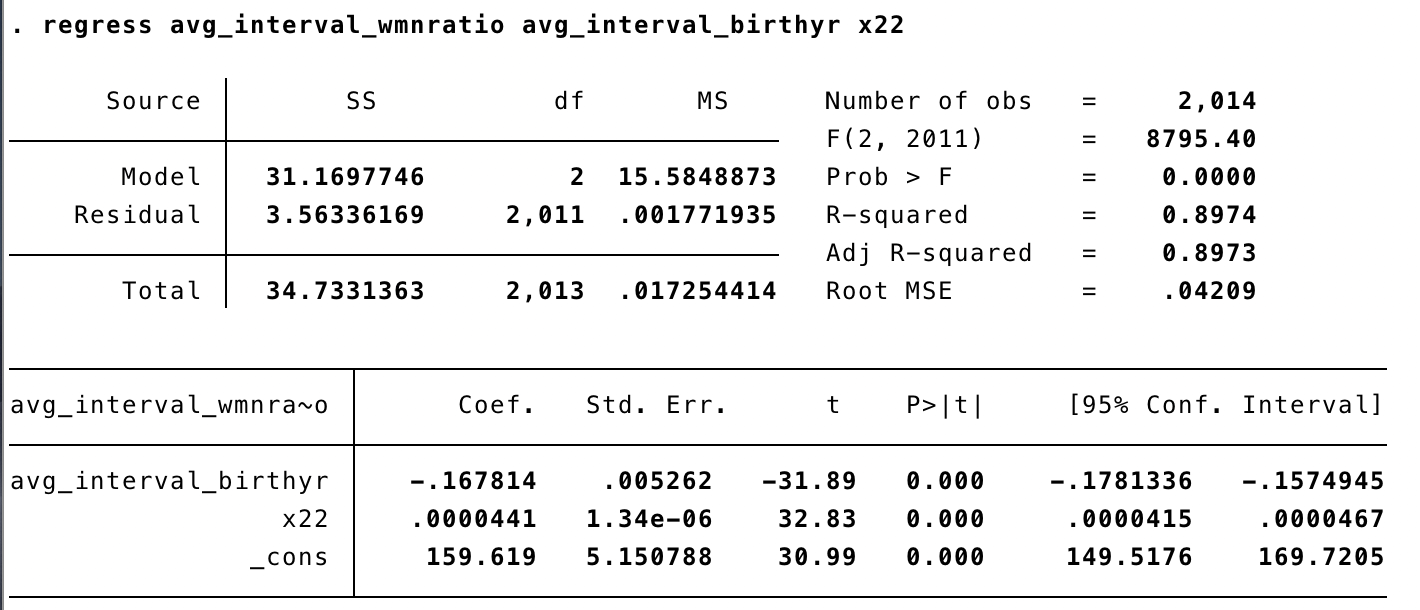 . regress avg_interval_wmnratio avg_interval_birthyr x22
Source SS df MS Number of obs = 2,014
F(2, 2011) = 8795.40
Model 31.1697746 2 15.5848873 Prob > F = 0.0000
Residual 3.56336169 2,011 .001771935 R-squared = 0.8974
Adj R-squared = 0.8973
Total 34.7331363 2,013 .017254414 Root MSE = .04209
avg_interval_wmnra~o Coef. Std. Err. t P>|t| [95% Conf. Interval]
avg_interval_birthyr -.167814 .005262 -31.89 0.000 -.1781336 -.1574945
x22 .0000441 1.34e-06 32.83 0.000 .0000415 .0000467
_cons 159.619 5.150788 30.99 0.000 149.5176 169.7205